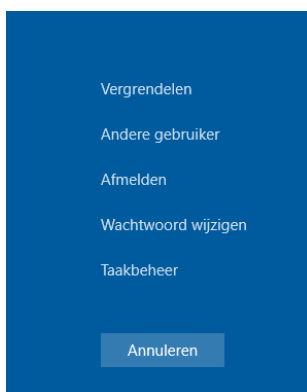 Vergrendelen
Andere gebruiker
Afmelden
Wachtwoord wijzigen
Taakbeheer
Annuleren